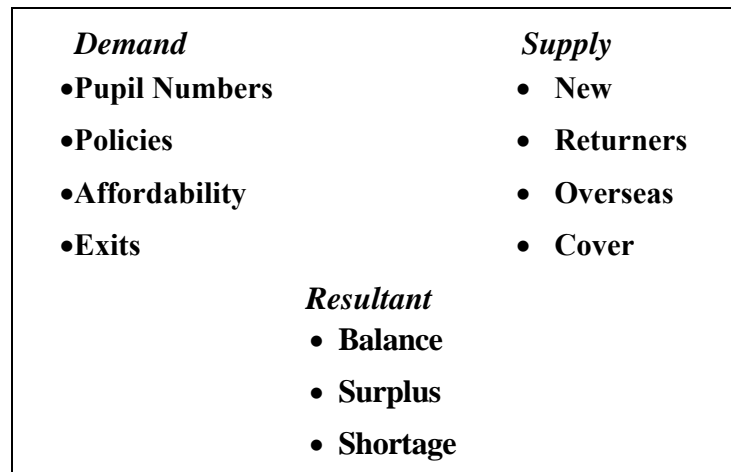 Demand
•Pupil Numbers
•Policies
•Affordability
•Exits
Supply
• New
• Returners
• Overseas
• Cover
Resultant
• Balance
• Surplus
• Shortage